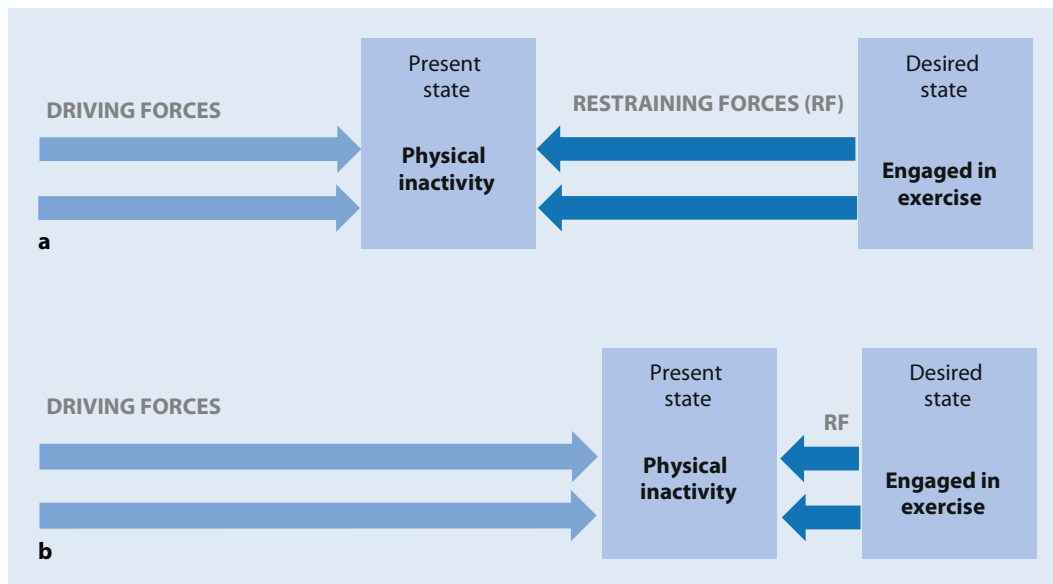 Present
state
Desired
state
DRIVING FORCES
RESTRAINING FORCES (RF)
Physical
inactivity
Engaged in
exercise
a
Present
state
Desired
state
DRIVING FORCES
RF
Physical
inactivity
Engaged in
exercise
b